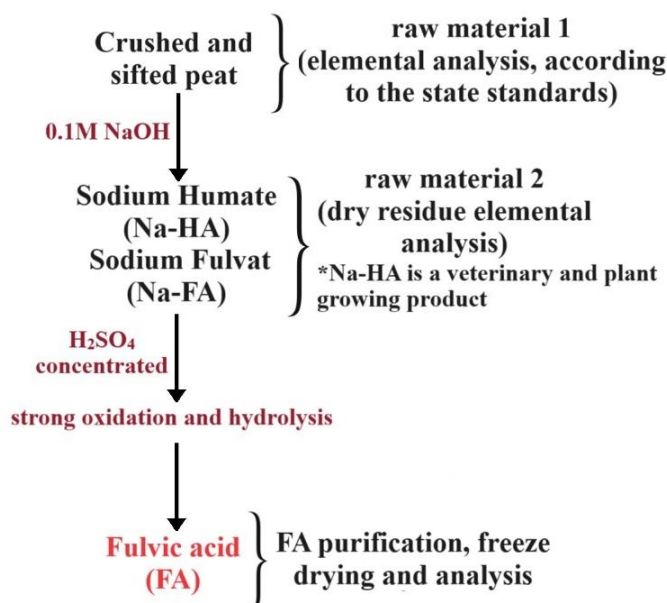 Crushed and
sifted peat
raw material 1
(elemental analysis, according
to the state standards)
0.1M NaOH
Sodium Humate
(Na-HA)
Sodium Fulvat
(Na-FA)
raw material 2
(dry residue elemental
analysis)
*Na-HA is a veterinary and plant
growing product
H₂SO₄
concentrated
strong oxidation and hydrolysis
Fulvic acid
(FA)
FA purification, freeze
drying and analysis